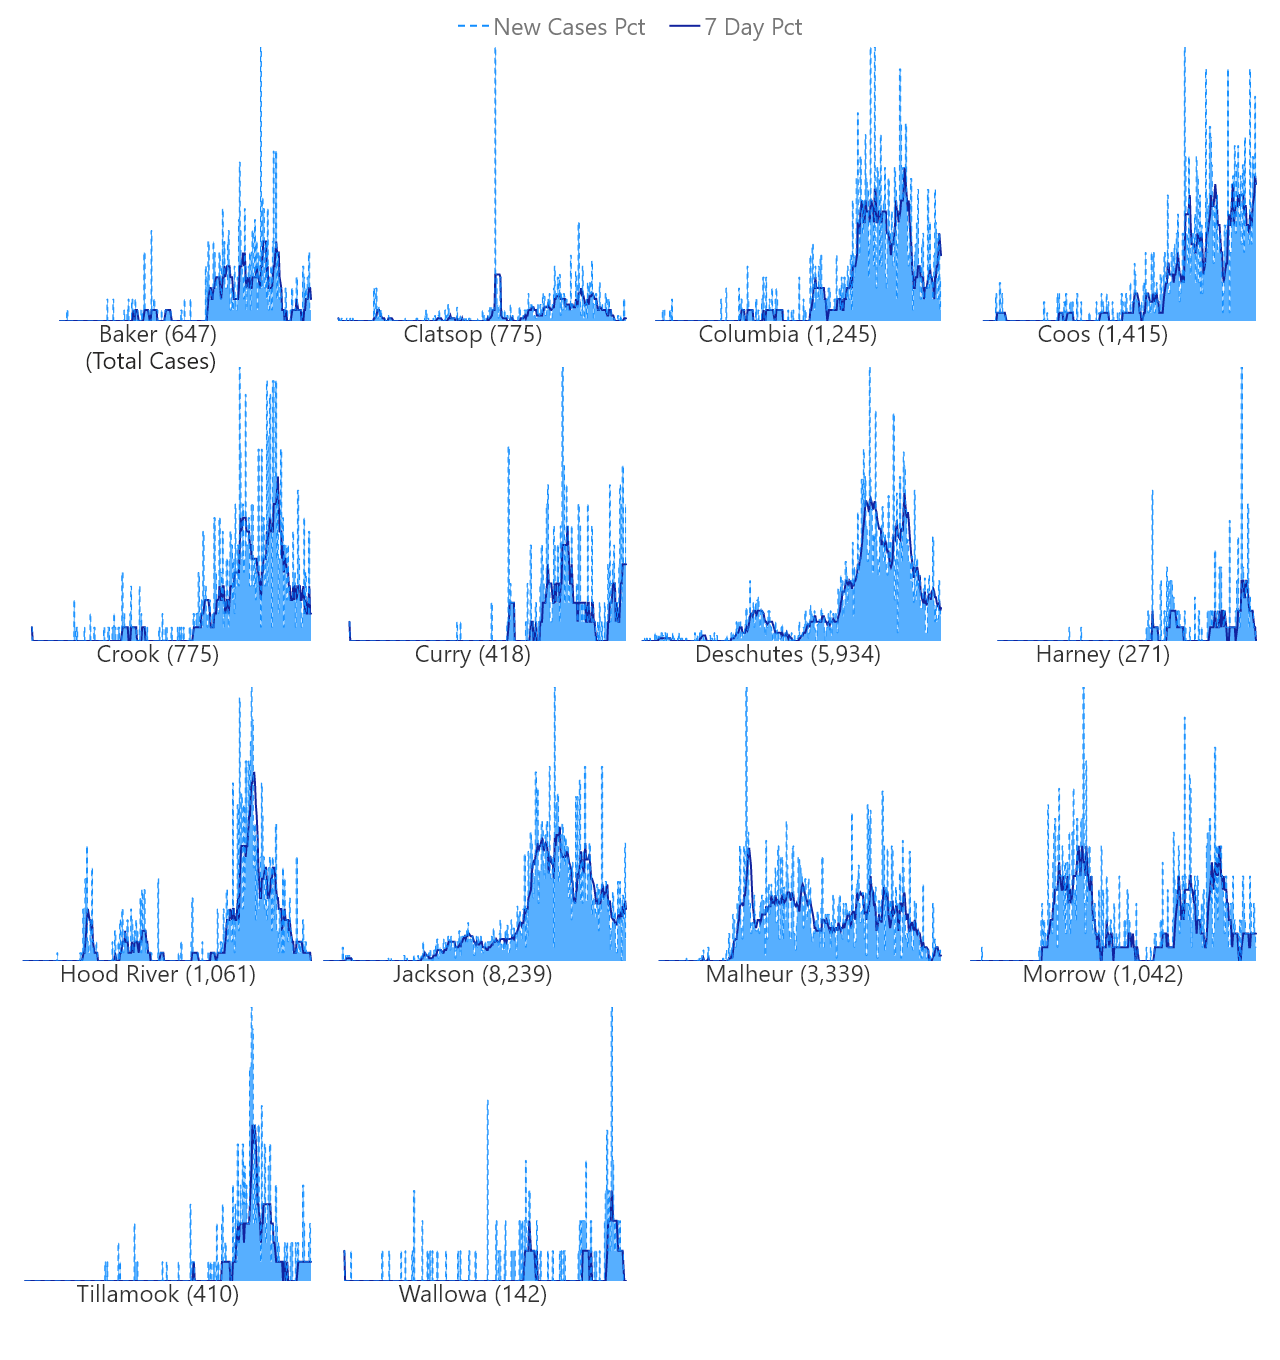 New Cases Pct 7 Day Pct
Baker (647) Clatsop (775) Columbia (1,245) Coos (1,415)
(Total Cases)
Crook (775) Curry (418) Deschutes (5,934) Harney (271)
Hood River (1,061) Jackson (8,239) Malheur (3,339) Morrow (1,042)
Tillamook (410) Wallowa (142)